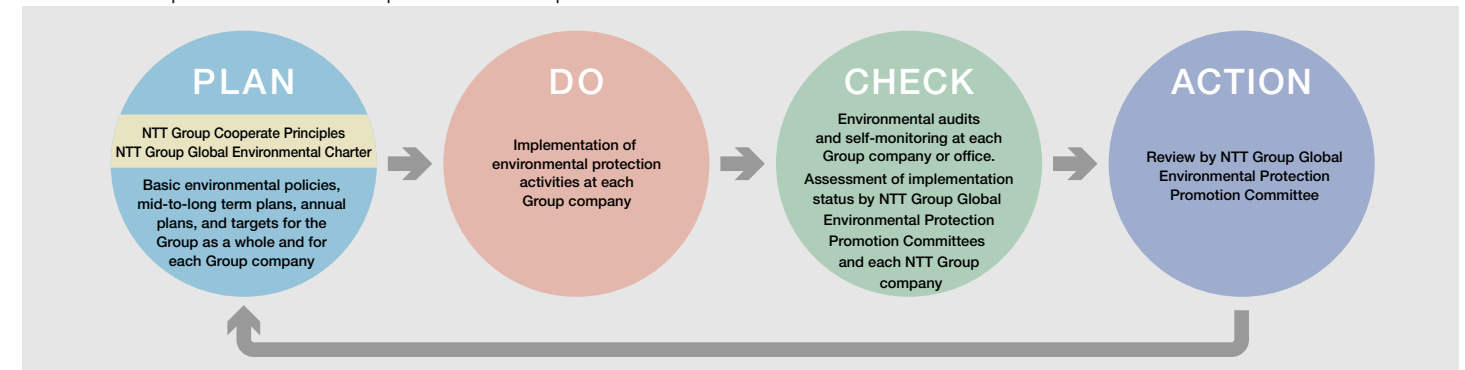 PLAN
NTT Group Cooperate Principles
NTT Group Global Environmental Charter
Basic environmental policies,
mid-to-long term plans, annual
plans, and targets for the
Group as a whole and for
each Group company
DO
Implementation of
environmental protection
activities at each
Group company
CHECK
Environmental audits
and self-monitoring at each
Group company or office.
Assessment of implementation
status by NTT Group Global
Environmental Protection
Promotion Committees
and each NTT Group
company
ACTION
Review by NTT Group Global
Environmental Protection
Promotion Committee